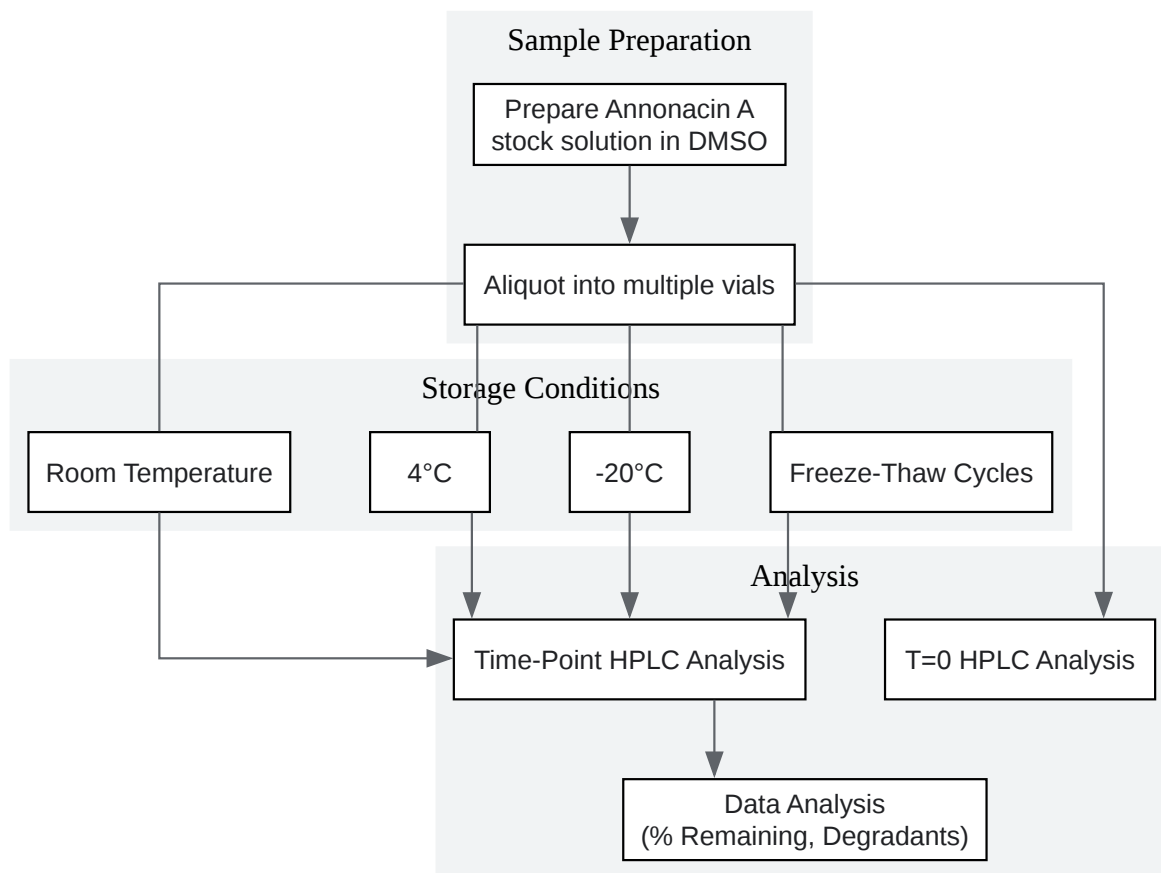 Sample Preparation
Prepare Annonacin A
stock solution in DMSO
Aliquot into multiple vials
Storage Conditions
Room Temperature
4°C
-20°C
Freeze-Thaw Cycles
Analysis
Time-Point HPLC Analysis
T=0 HPLC Analysis
Data Analysis
(% Remaining, Degradants)